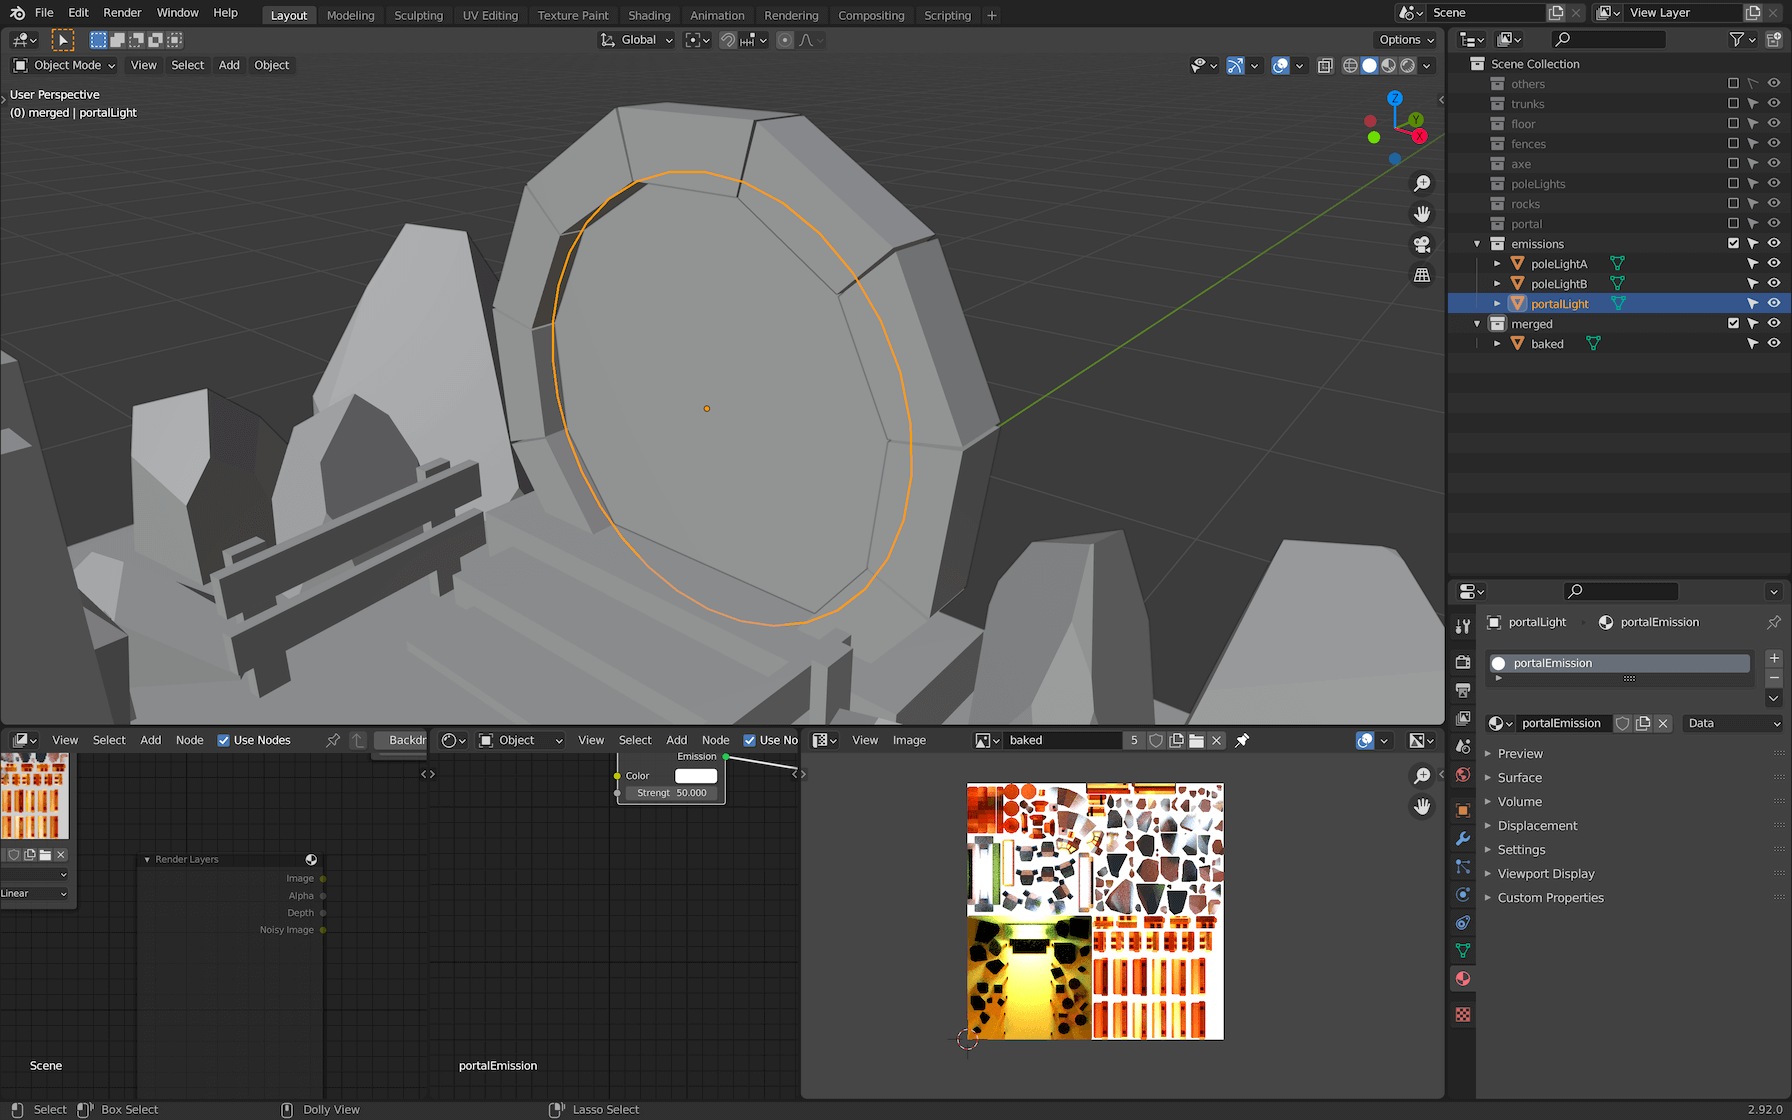 File Edit Render Window Help Layout Modeling Sculpting UV Editing Texture Paint Shading Animation Rendering Compositing Scripting + Scene View Layer
Global Options
Object Mode View Select Add Object
User Perspective
(0) merged | portalLight
Z
Y
X
Scene Collection
others
trunks
floor
fences
axe
poleLights
rocks
portal
emissions
poleLightA
poleLightB
portalLight
merged
baked
portalLight portalEmission
portalEmission
portalEmission Data
Preview
Surface
Volume
Displacement
Settings
Viewport Display
Custom Properties
View Select Add Node Use Nodes Backdr
Linear
Render Layers
Image
Alpha
Depth
Noisy Image
Scene
Object View Select Add Node Use No
Emission
Color
Strengt 50.000
portalEmission
View Image baked 5
Select Box Select Dolly View Lasso Select 2.92.0